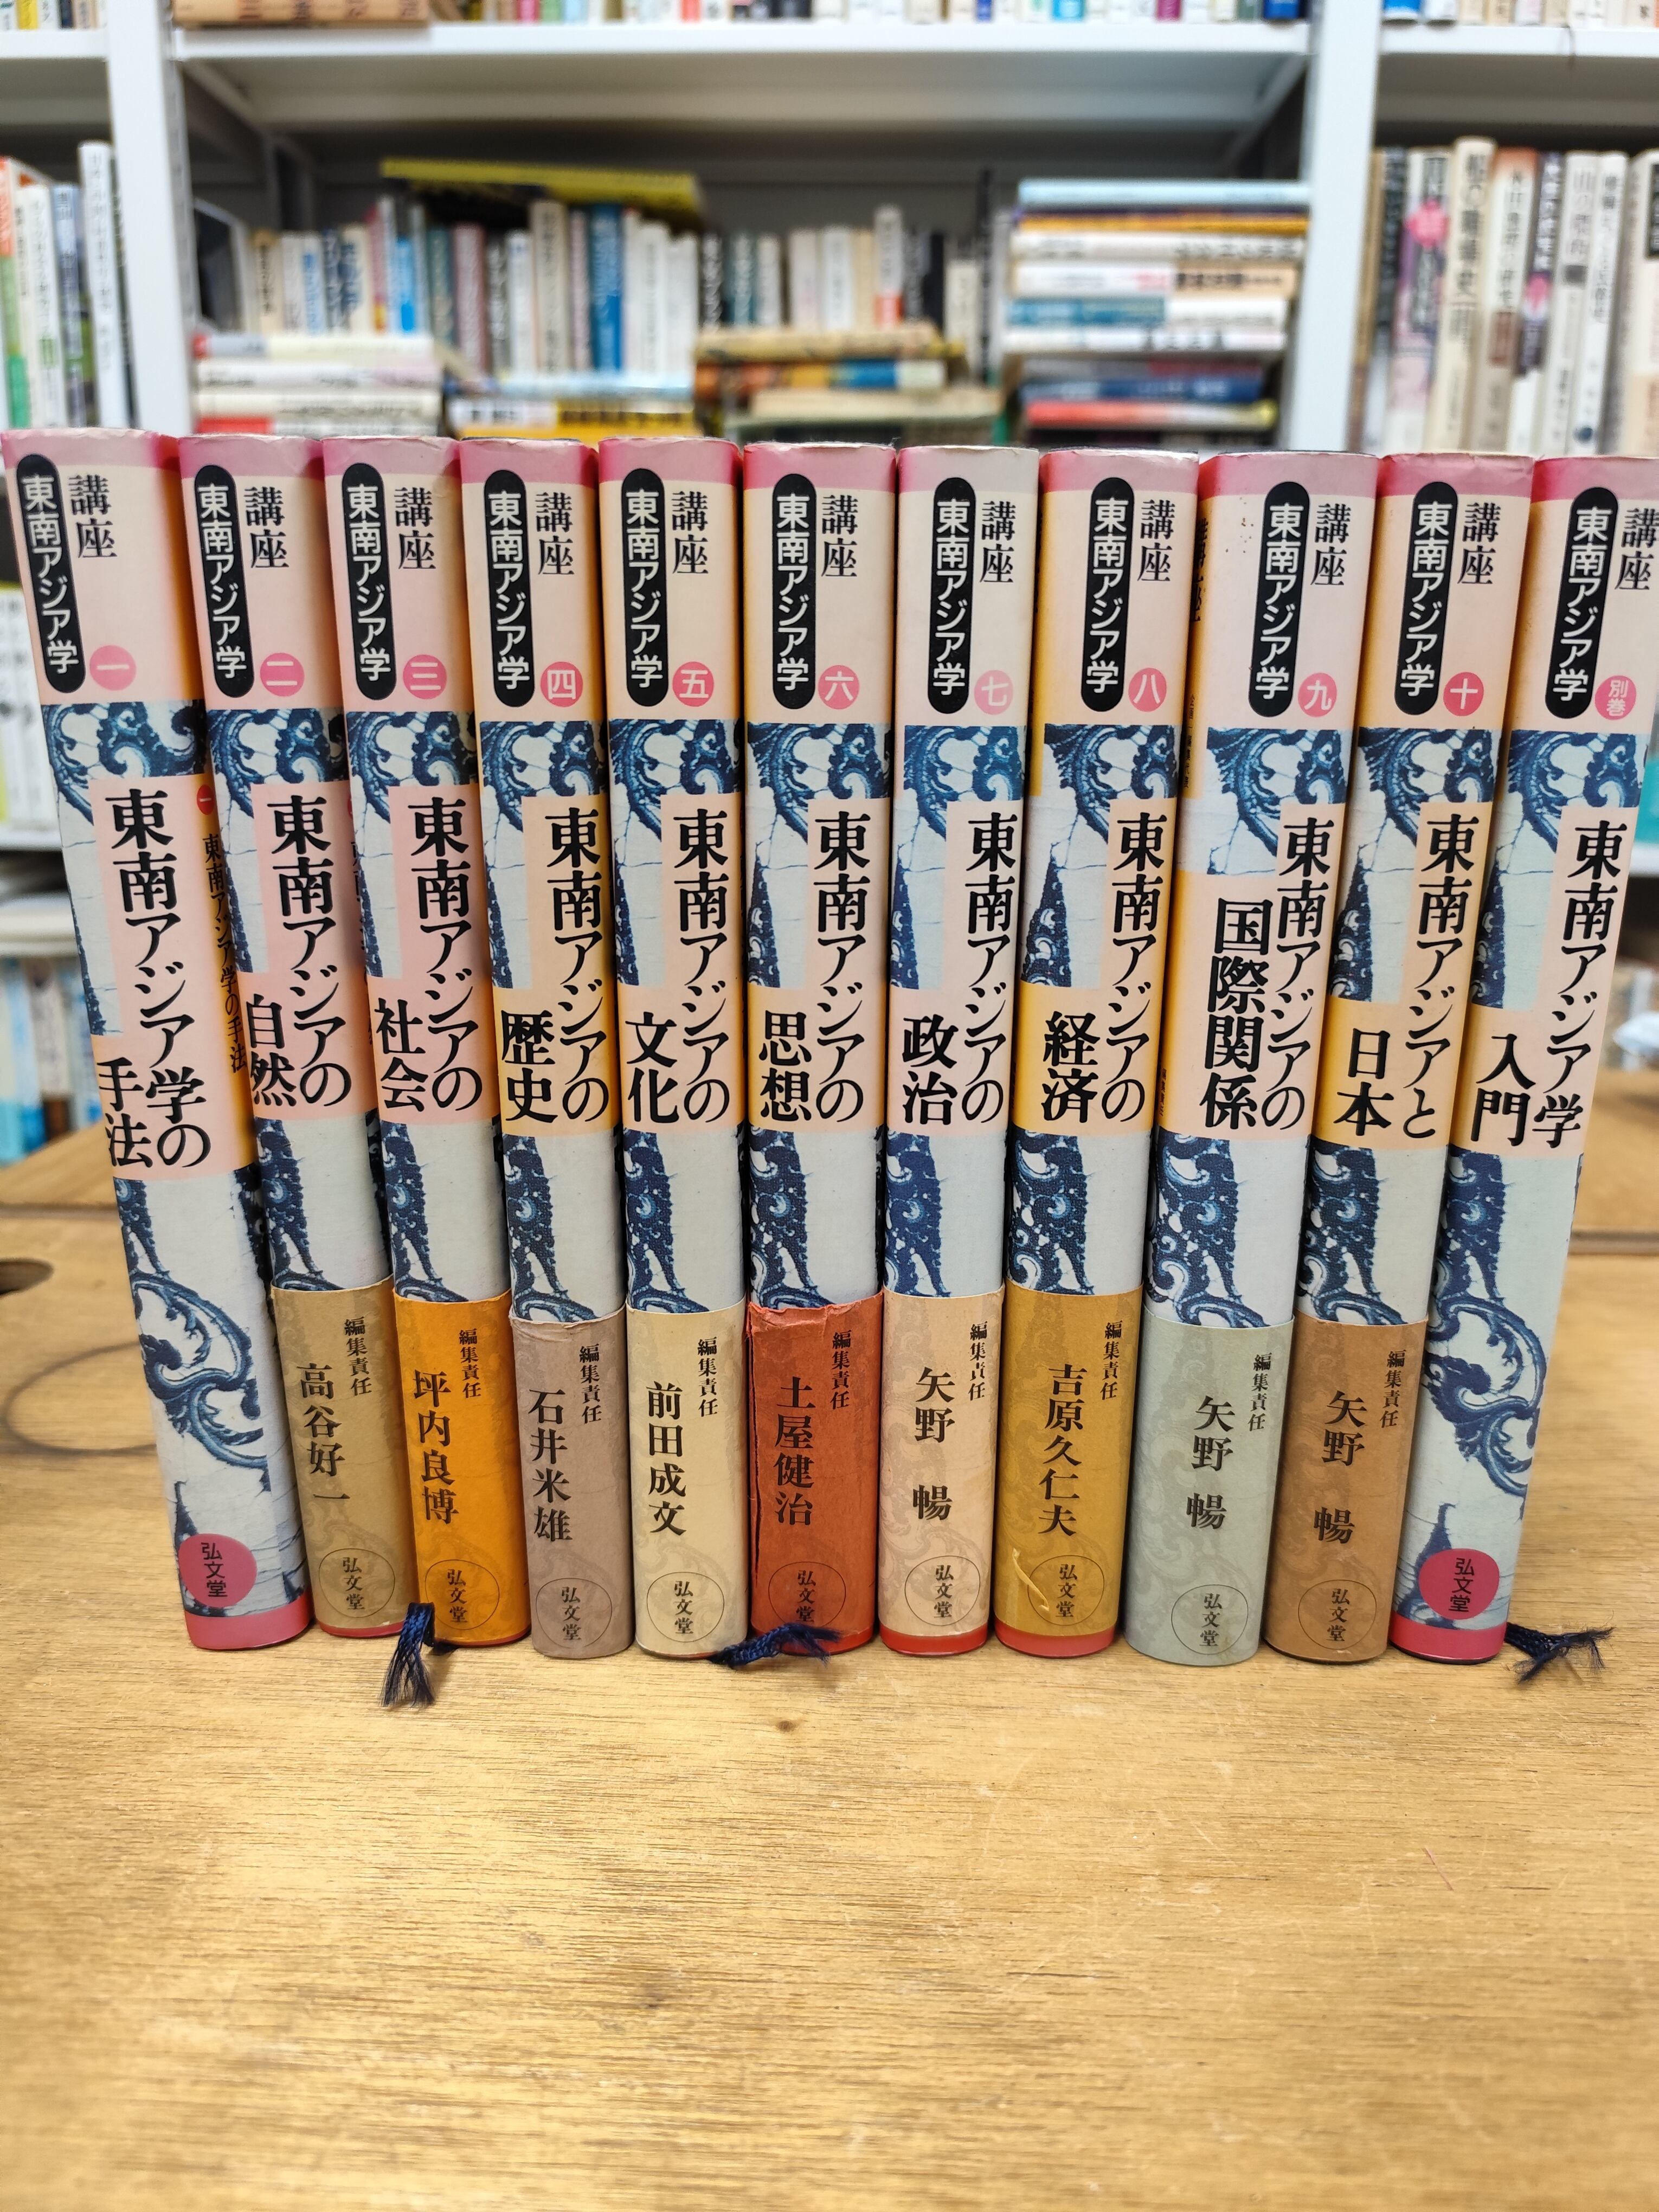 講座
東南アジア学
一
東南アジア学の
手法
弘文堂
一 東南アジア学の手法
講座
東南アジア学
二
東南アジアの
自然
編集責任
高谷好一
弘文堂
講座
東南アジア学
三
東南アジアの
社会
編集責任
坪内良博
弘文堂
講座
東南アジア学
四
東南アジアの
歴史
編集責任
石井米雄
弘文堂
講座
東南アジア学
五
東南アジアの
文化
編集責任
前田成文
弘文堂
講座
東南アジア学
六
東南アジアの
思想
編集責任
土屋健治
弘文堂
講座
東南アジア学
七
東南アジアの
政治
編集責任
矢野 暢
弘文堂
講座
東南アジア学
八
東南アジアの
経済
編集責任
吉原久仁夫
弘文堂
講座
東南アジア学
九
東南アジアの
国際関係
編集責任
矢野 暢
弘文堂
講座
東南アジア学
十
東南アジアと
日本
編集責任
矢野 暢
弘文堂
講座
東南アジア学
別巻
東南アジア学
入門
弘文堂